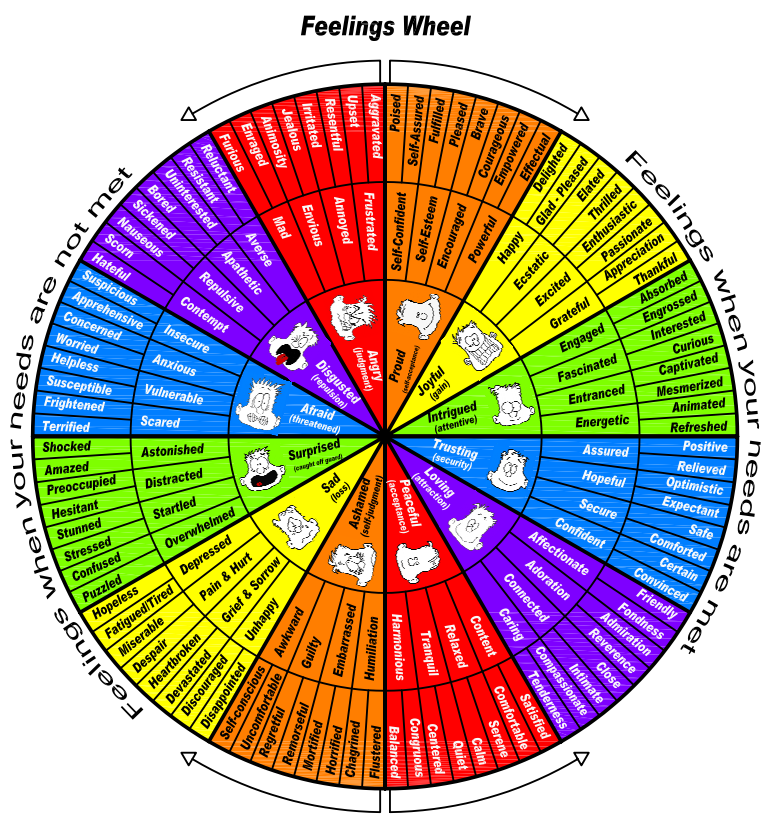 Feelings Wheel
Feelings when your needs are met
Proud
(self-acceptance)
Self-Confident
Self-Esteem
Encouraged
Powerful
Poised
Self-Assured
Fulfilled
Pleased
Brave
Courageous
Empowered
Effectual
Joyful
(gain)
Happy
Ecstatic
Excited
Grateful
Delighted
Glad - Pleased
Elated
Thrilled
Enthusiastic
Passionate
Appreciation
Thankful
Intrigued
(attentive)
Engaged
Fascinated
Entranced
Energetic
Absorbed
Engrossed
Interested
Curious
Captivated
Mesmerized
Animated
Refreshed
Trusting
(security)
Assured
Hopeful
Secure
Confident
Positive
Relieved
Optimistic
Expectant
Safe
Comforted
Certain
Convinced
Loving
(attraction)
Affectionate
Adoration
Connected
Caring
Friendly
Fondness
Admiration
Reverence
Close
Intimate
Compassionate
Tenderness
Peaceful
(acceptance)
Content
Relaxed
Tranquil
Harmonious
Satisfied
Comfortable
Serene
Calm
Quiet
Centered
Congruous
Balanced
Feelings when your needs are not met
Ashamed
(self-judgment)
Humiliation
Embarrassed
Guilty
Awkward
Flustered
Chagrined
Horrified
Mortified
Remorseful
Regretful
Uncomfortable
Self-conscious
Sad
(loss)
Unhappy
Grief & Sorrow
Pain & Hurt
Depressed
Disappointed
Discouraged
Devastated
Heartbroken
Despair
Miserable
Fatigued/Tired
Hopeless
Surprised
(caught off guard)
Overwhelmed
Startled
Distracted
Astonished
Puzzled
Confused
Stressed
Stunned
Hesitant
Preoccupied
Amazed
Shocked
Afraid
(threatened)
Scared
Vulnerable
Anxious
Insecure
Terrified
Frightened
Susceptible
Helpless
Worried
Concerned
Apprehensive
Suspicious
Disgusted
(repulsion)
Contempt
Repulsive
Apathetic
Averse
Hateful
Scorn
Nauseous
Sickened
Bored
Uninterested
Resistant
Reluctant
Angry
(judgment)
Mad
Envious
Annoyed
Frustrated
Furious
Enraged
Animosity
Jealous
Irritated
Resentful
Upset
Aggravated